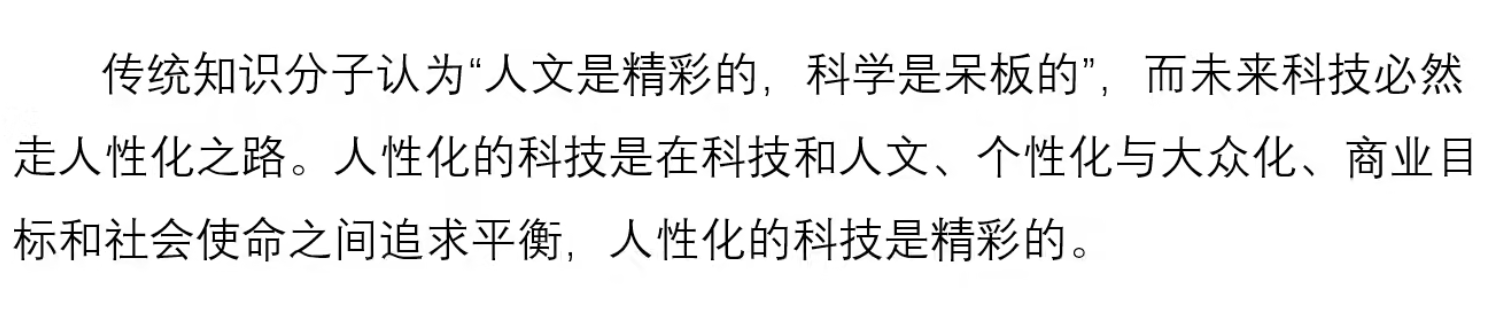 传统知识分子认为“人文是精彩的，科学是呆板的”，而未来科技必然
走人性化之路。人性化的科技是在科技和人文、个性化与大众化、商业目
标和社会使命之间追求平衡，人性化的科技是精彩的。